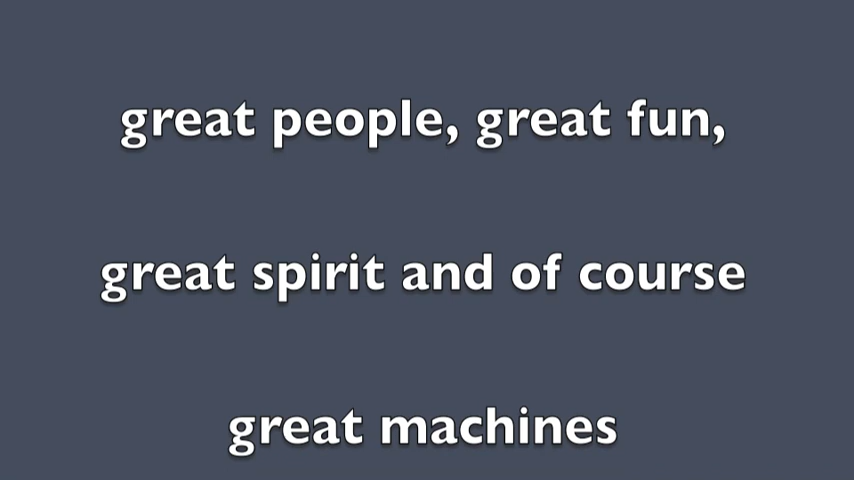 great people, great fun,
great spirit and of course
great machines